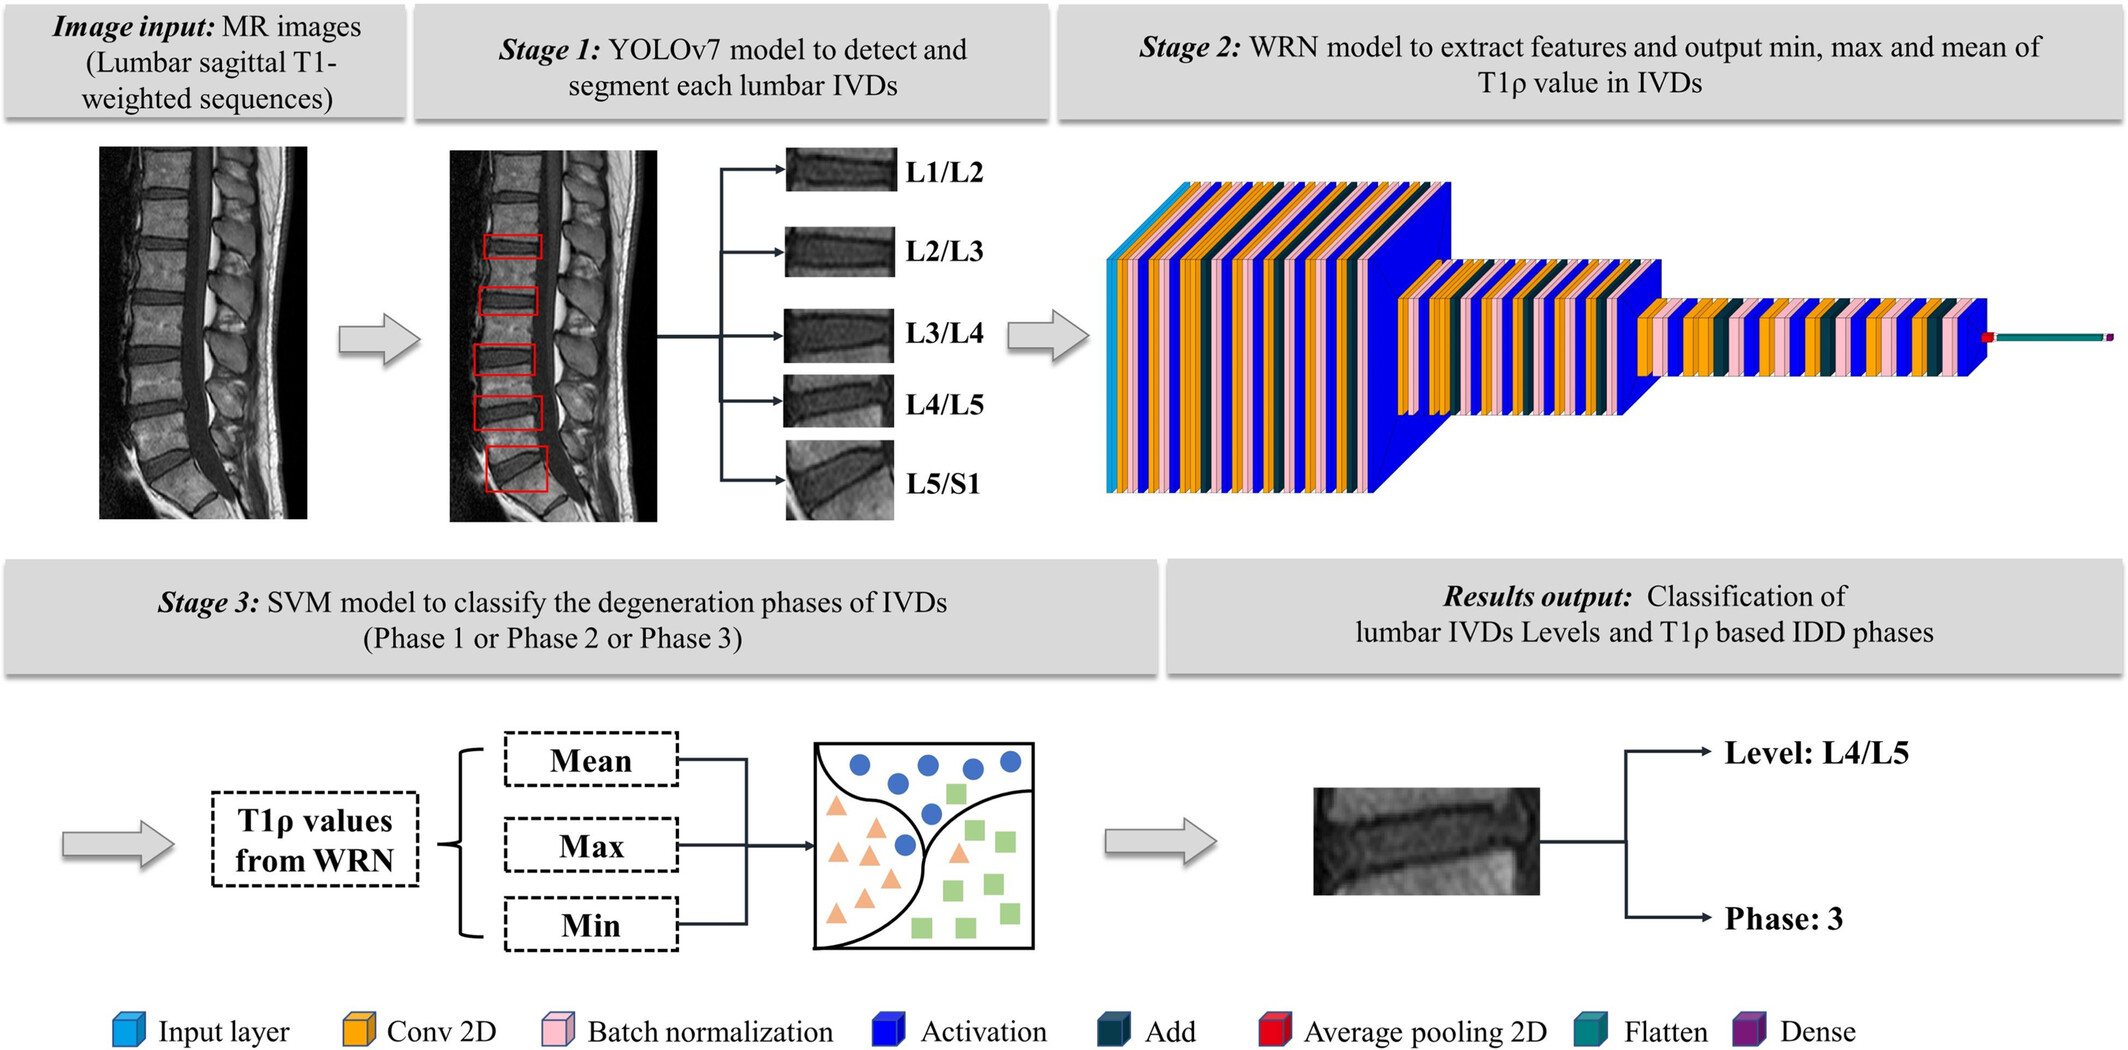 Image input: MR images
(Lumbar sagittal T1-
weighted sequences)
Stage 1: YOLOv7 model to detect and
segment each lumbar IVDs
Stage 2: WRN model to extract features and output min, max and mean of
T1ρ value in IVDs
L1/L2
L2/L3
L3/L4
L4/L5
L5/S1
Stage 3: SVM model to classify the degeneration phases of IVDs
(Phase 1 or Phase 2 or Phase 3)
Results output: Classification of
lumbar IVDs Levels and T1ρ based IDD phases
T1ρ values
from WRN
Mean
Max
Min
Level: L4/L5
Phase: 3
Input layer
Conv 2D
Batch normalization
Activation
Add
Average pooling 2D
Flatten
Dense